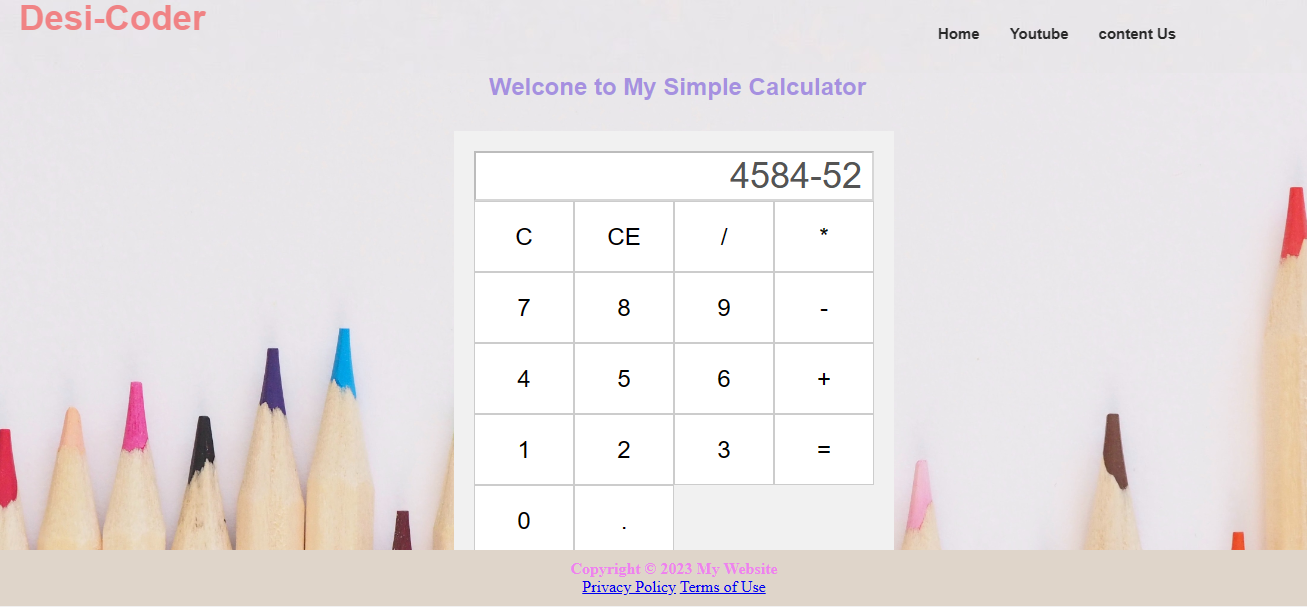 Desi-Coder
Home Youtube content Us
Welcone to My Simple Calculator
4584-52
C CE / *
7 8 9 -
4 5 6 +
1 2 3 =
0 .
Copyright © 2023 My Website
Privacy Policy Terms of Use